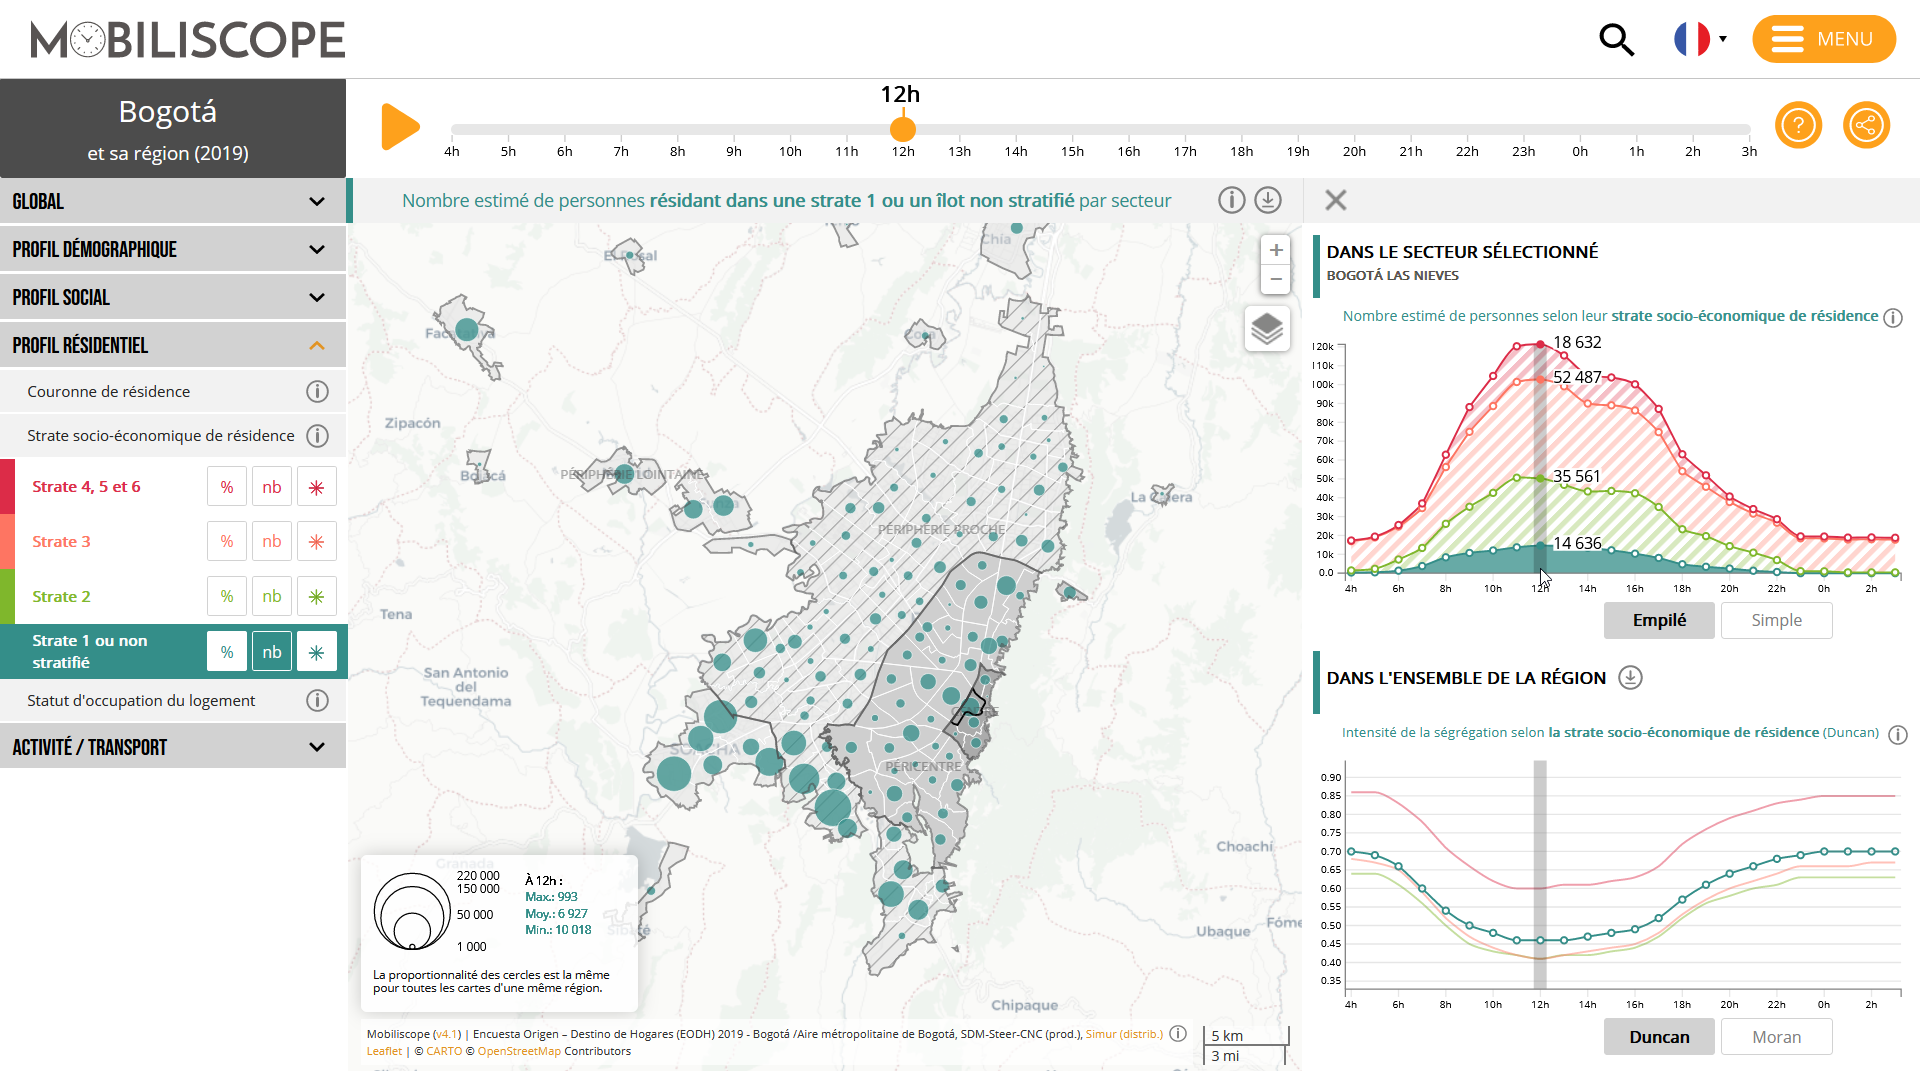 MOBILISCOPE
MENU
Bogotá
et sa région (2019)
12h
4h 5h 6h 7h 8h 9h 10h 11h 12h 13h 14h 15h 16h 17h 18h 19h 20h 21h 22h 23h 0h 1h 2h 3h
?
GLOBAL
PROFIL DÉMOGRAPHIQUE
PROFIL SOCIAL
PROFIL RÉSIDENTIEL
Couronne de résidence
Strate socio-économique de résidence
Strate 4, 5 et 6 % nb
Strate 3 % nb
Strate 2 % nb
Strate 1 ou non
stratifié % nb
Statut d'occupation du logement
ACTIVITÉ / TRANSPORT
Nombre estimé de personnes résidant dans une strate 1 ou un îlot non stratifié par secteur
+
−
Chía
El Rosal
Zipacón
PÉRIPHÉRIE LOINTAINE
La Calera
PÉRIPHÉRIE PROCHE
Tena
San Antonio
del
Tequendama
CENTRE
SOACHA
PÉRICENTRE
Granada
Choachí
Ubaque
Chipaque
220 000
150 000
50 000
1 000
À 12h :
Max.: 993
Moy.: 6 927
Min.: 10 018
La proportionnalité des cercles est la même
pour toutes les cartes d'une même région.
Mobiliscope (v4.1) | Encuesta Origen – Destino de Hogares (EODH) 2019 - Bogotá /Aire métropolitaine de Bogotá, SDM-Steer-CNC (prod.), Simur (distrib.)
Leaflet | © CARTO © OpenStreetMap Contributors
5 km
3 mi
DANS LE SECTEUR SÉLECTIONNÉ
BOGOTÁ LAS NIEVES
Nombre estimé de personnes selon leur strate socio-économique de résidence
120k
110k
100k
90k
80k
70k
60k
50k
40k
30k
20k
10k
0.0
18 632
52 487
35 561
14 636
4h 6h 8h 10h 12h 14h 16h 18h 20h 22h 0h 2h
Empilé Simple
DANS L'ENSEMBLE DE LA RÉGION
Intensité de la ségrégation selon la strate socio-économique de résidence (Duncan)
0.90
0.85
0.80
0.75
0.70
0.65
0.60
0.55
0.50
0.45
0.40
0.35
4h 6h 8h 10h 12h 14h 16h 18h 20h 22h 0h 2h
Duncan Moran